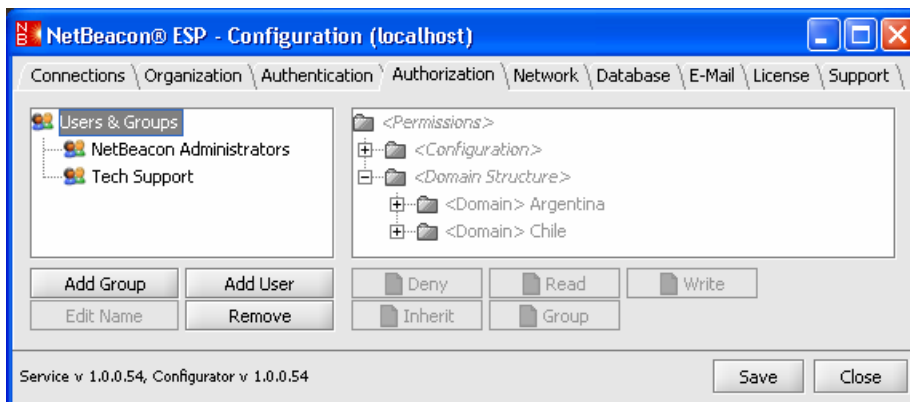 NB NetBeacon® ESP - Configuration (localhost)
Connections Organization Authentication Authorization Network Database E-Mail License Support
Users & Groups
NetBeacon Administrators
Tech Support
<Permissions>
<Configuration>
<Domain Structure>
<Domain> Argentina
<Domain> Chile
Add Group Add User
Edit Name Remove
Deny Read Write
Inherit Group
Service v 1.0.0.54, Configurator v 1.0.0.54
Save Close